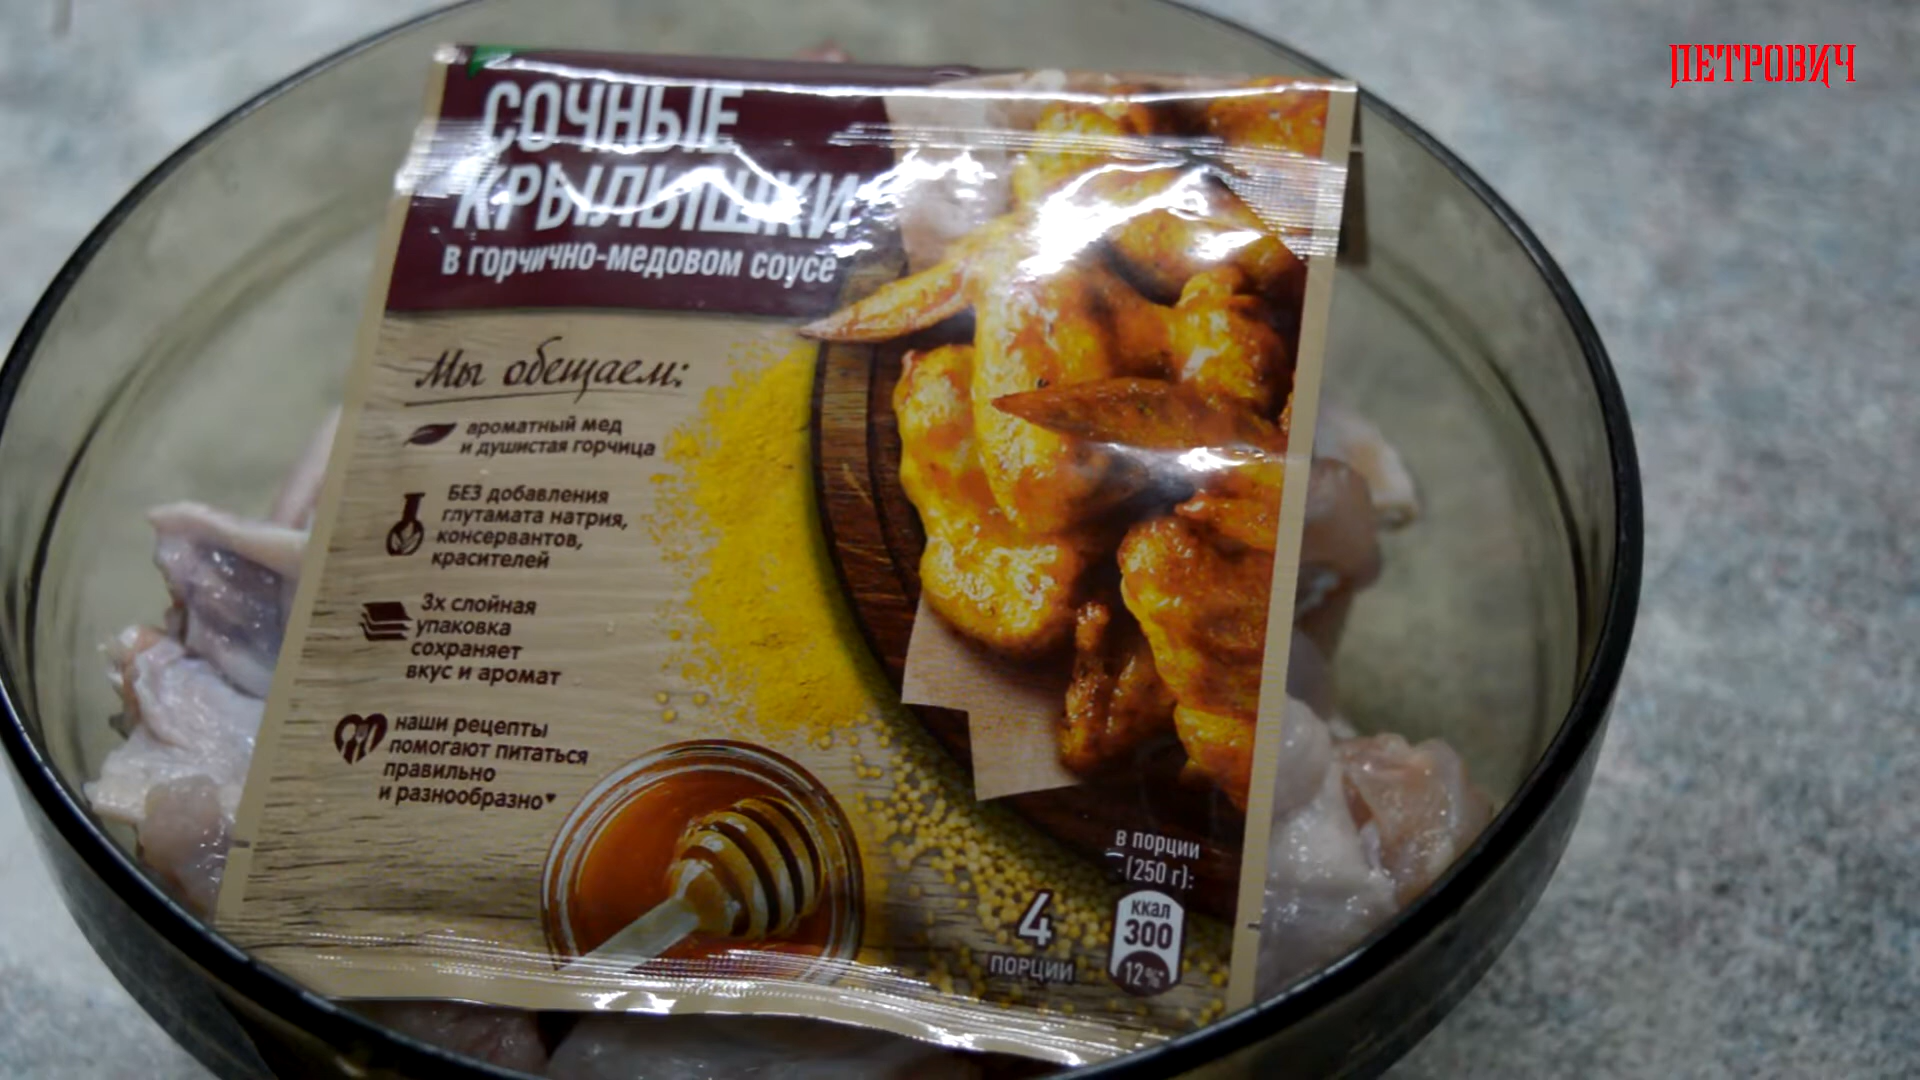 ПЕТРОВИЧ
СОЧНЫЕ
КРЫЛЫШКИ
в горчично-медовом соусе
Мы обещаем:
ароматный мед
и душистая горчица
БЕЗ добавления
глутамата натрия,
консервантов,
красителей
3х слойная
упаковка
сохраняет
вкус и аромат
наши рецепты
помогают питаться
правильно
и разнообразно*
4
ПОРЦИИ
в порции
(250 г):
ккал
300
12%*